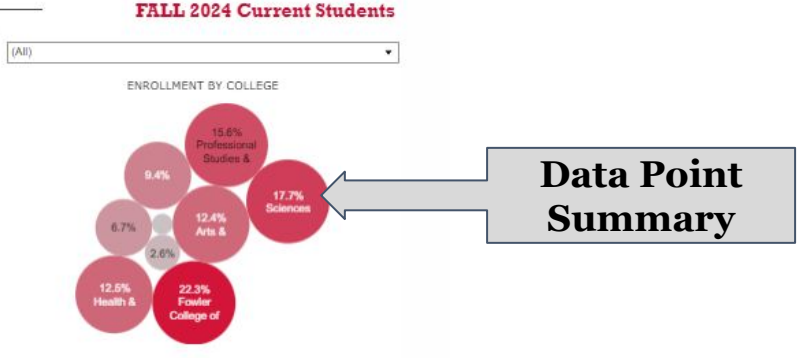 FALL 2024 Current Students
(All)
ENROLLMENT BY COLLEGE
15.6%
Professional
Studies &
9.4%
17.7%
Sciences
12.4%
Arts &
6.7%
2.6%
12.5%
Health &
22.3%
Fowler
College of
Data Point
Summary